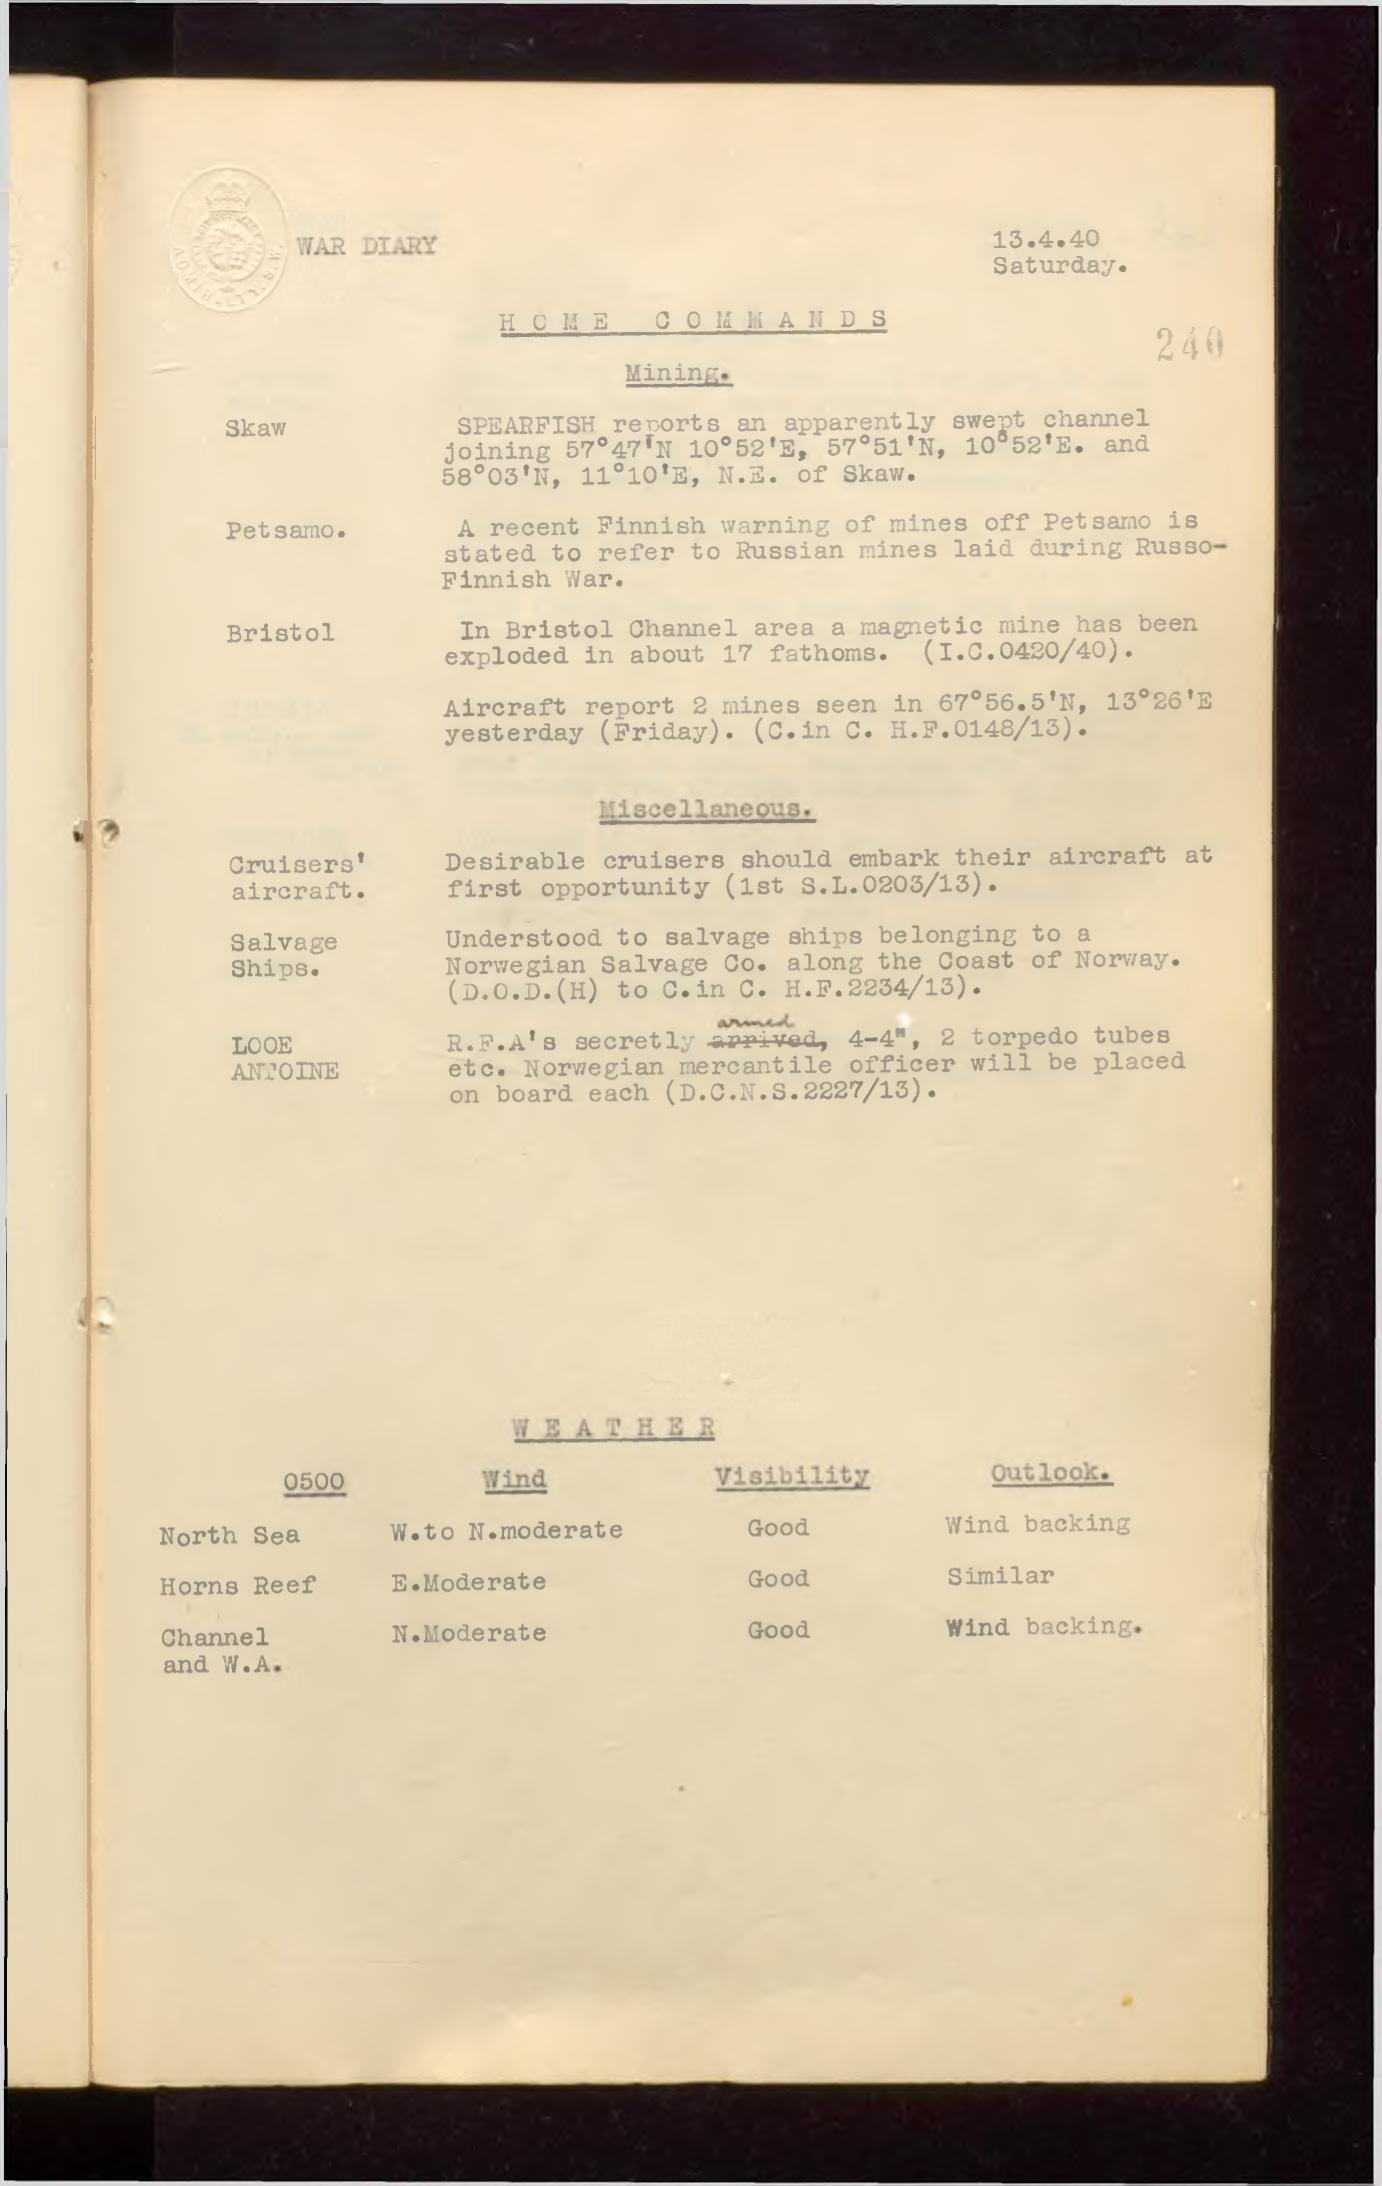 ADMIRALTY. S.W.
WAR DIARY
13.4.40
Saturday.
HOME COMMANDS
240
Mining.
Skaw
SPEARFISH reports an apparently swept channel
joining 57°47'N 10°52'E, 57°51'N, 10°52'E. and
58°03'N, 11°10'E, N.E. of Skaw.
Petsamo.
A recent Finnish warning of mines off Petsamo is
stated to refer to Russian mines laid during Russo-
Finnish War.
Bristol
In Bristol Channel area a magnetic mine has been
exploded in about 17 fathoms. (I.C.0420/40).
Aircraft report 2 mines seen in 67°56.5'N, 13°26'E
yesterday (Friday). (C.in C. H.F.0148/13).
Miscellaneous.
Cruisers'
aircraft.
Desirable cruisers should embark their aircraft at
first opportunity (1st S.L.0203/13).
Salvage
Ships.
Understood to salvage ships belonging to a
Norwegian Salvage Co. along the Coast of Norway.
(D.O.D.(H) to C.in C. H.F.2234/13).
LOOE
ANTOINE
armed
R.F.A's secretly arrived, 4-4", 2 torpedo tubes
etc. Norwegian mercantile officer will be placed
on board each (D.C.N.S.2227/13).
WEATHER
0500 Wind Visibility Outlook.
North Sea W.to N.moderate Good Wind backing
Horns Reef E.Moderate Good Similar
Channel N.Moderate Good Wind backing.
and W.A.